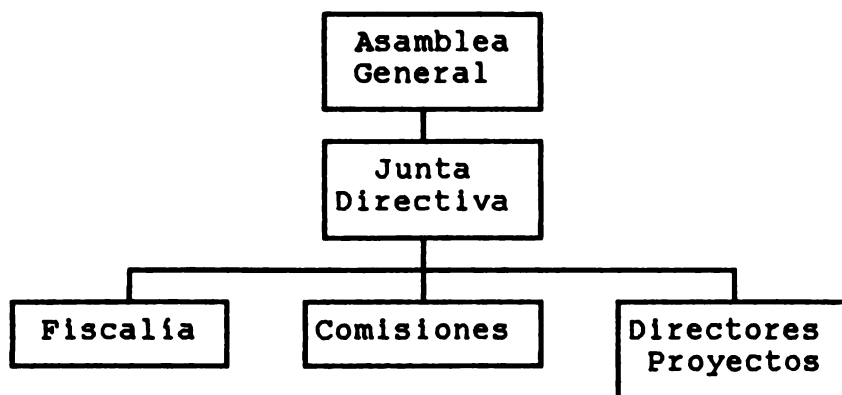 Asamblea
General
Junta
Directiva
Fiscalía
Comisiones
Directores
Proyectos